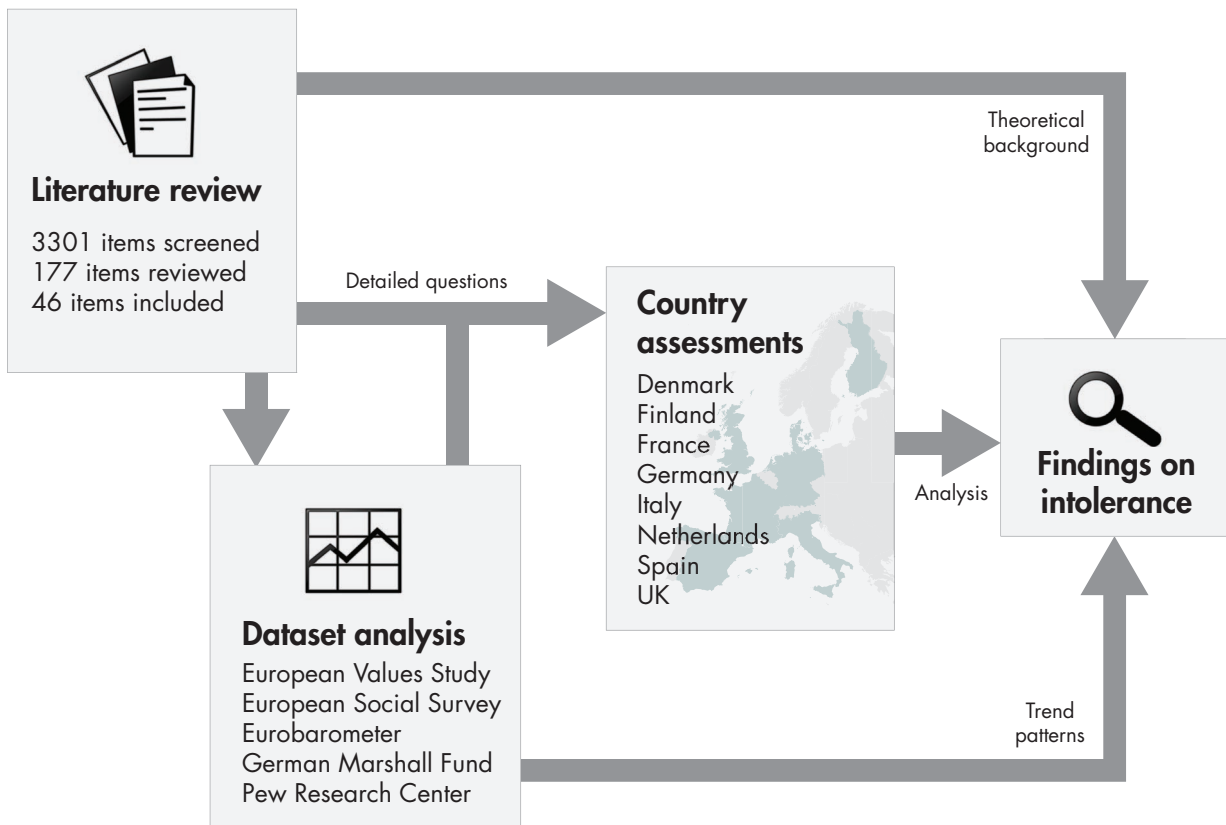 Literature review
3301 items screened
177 items reviewed
46 items included
Theoretical
background
Detailed questions
Country
assessments
Denmark
Finland
France
Germany
Italy
Netherlands
Spain
UK
Analysis
Findings on
intolerance
Dataset analysis
European Values Study
European Social Survey
Eurobarometer
German Marshall Fund
Pew Research Center
Trend
patterns